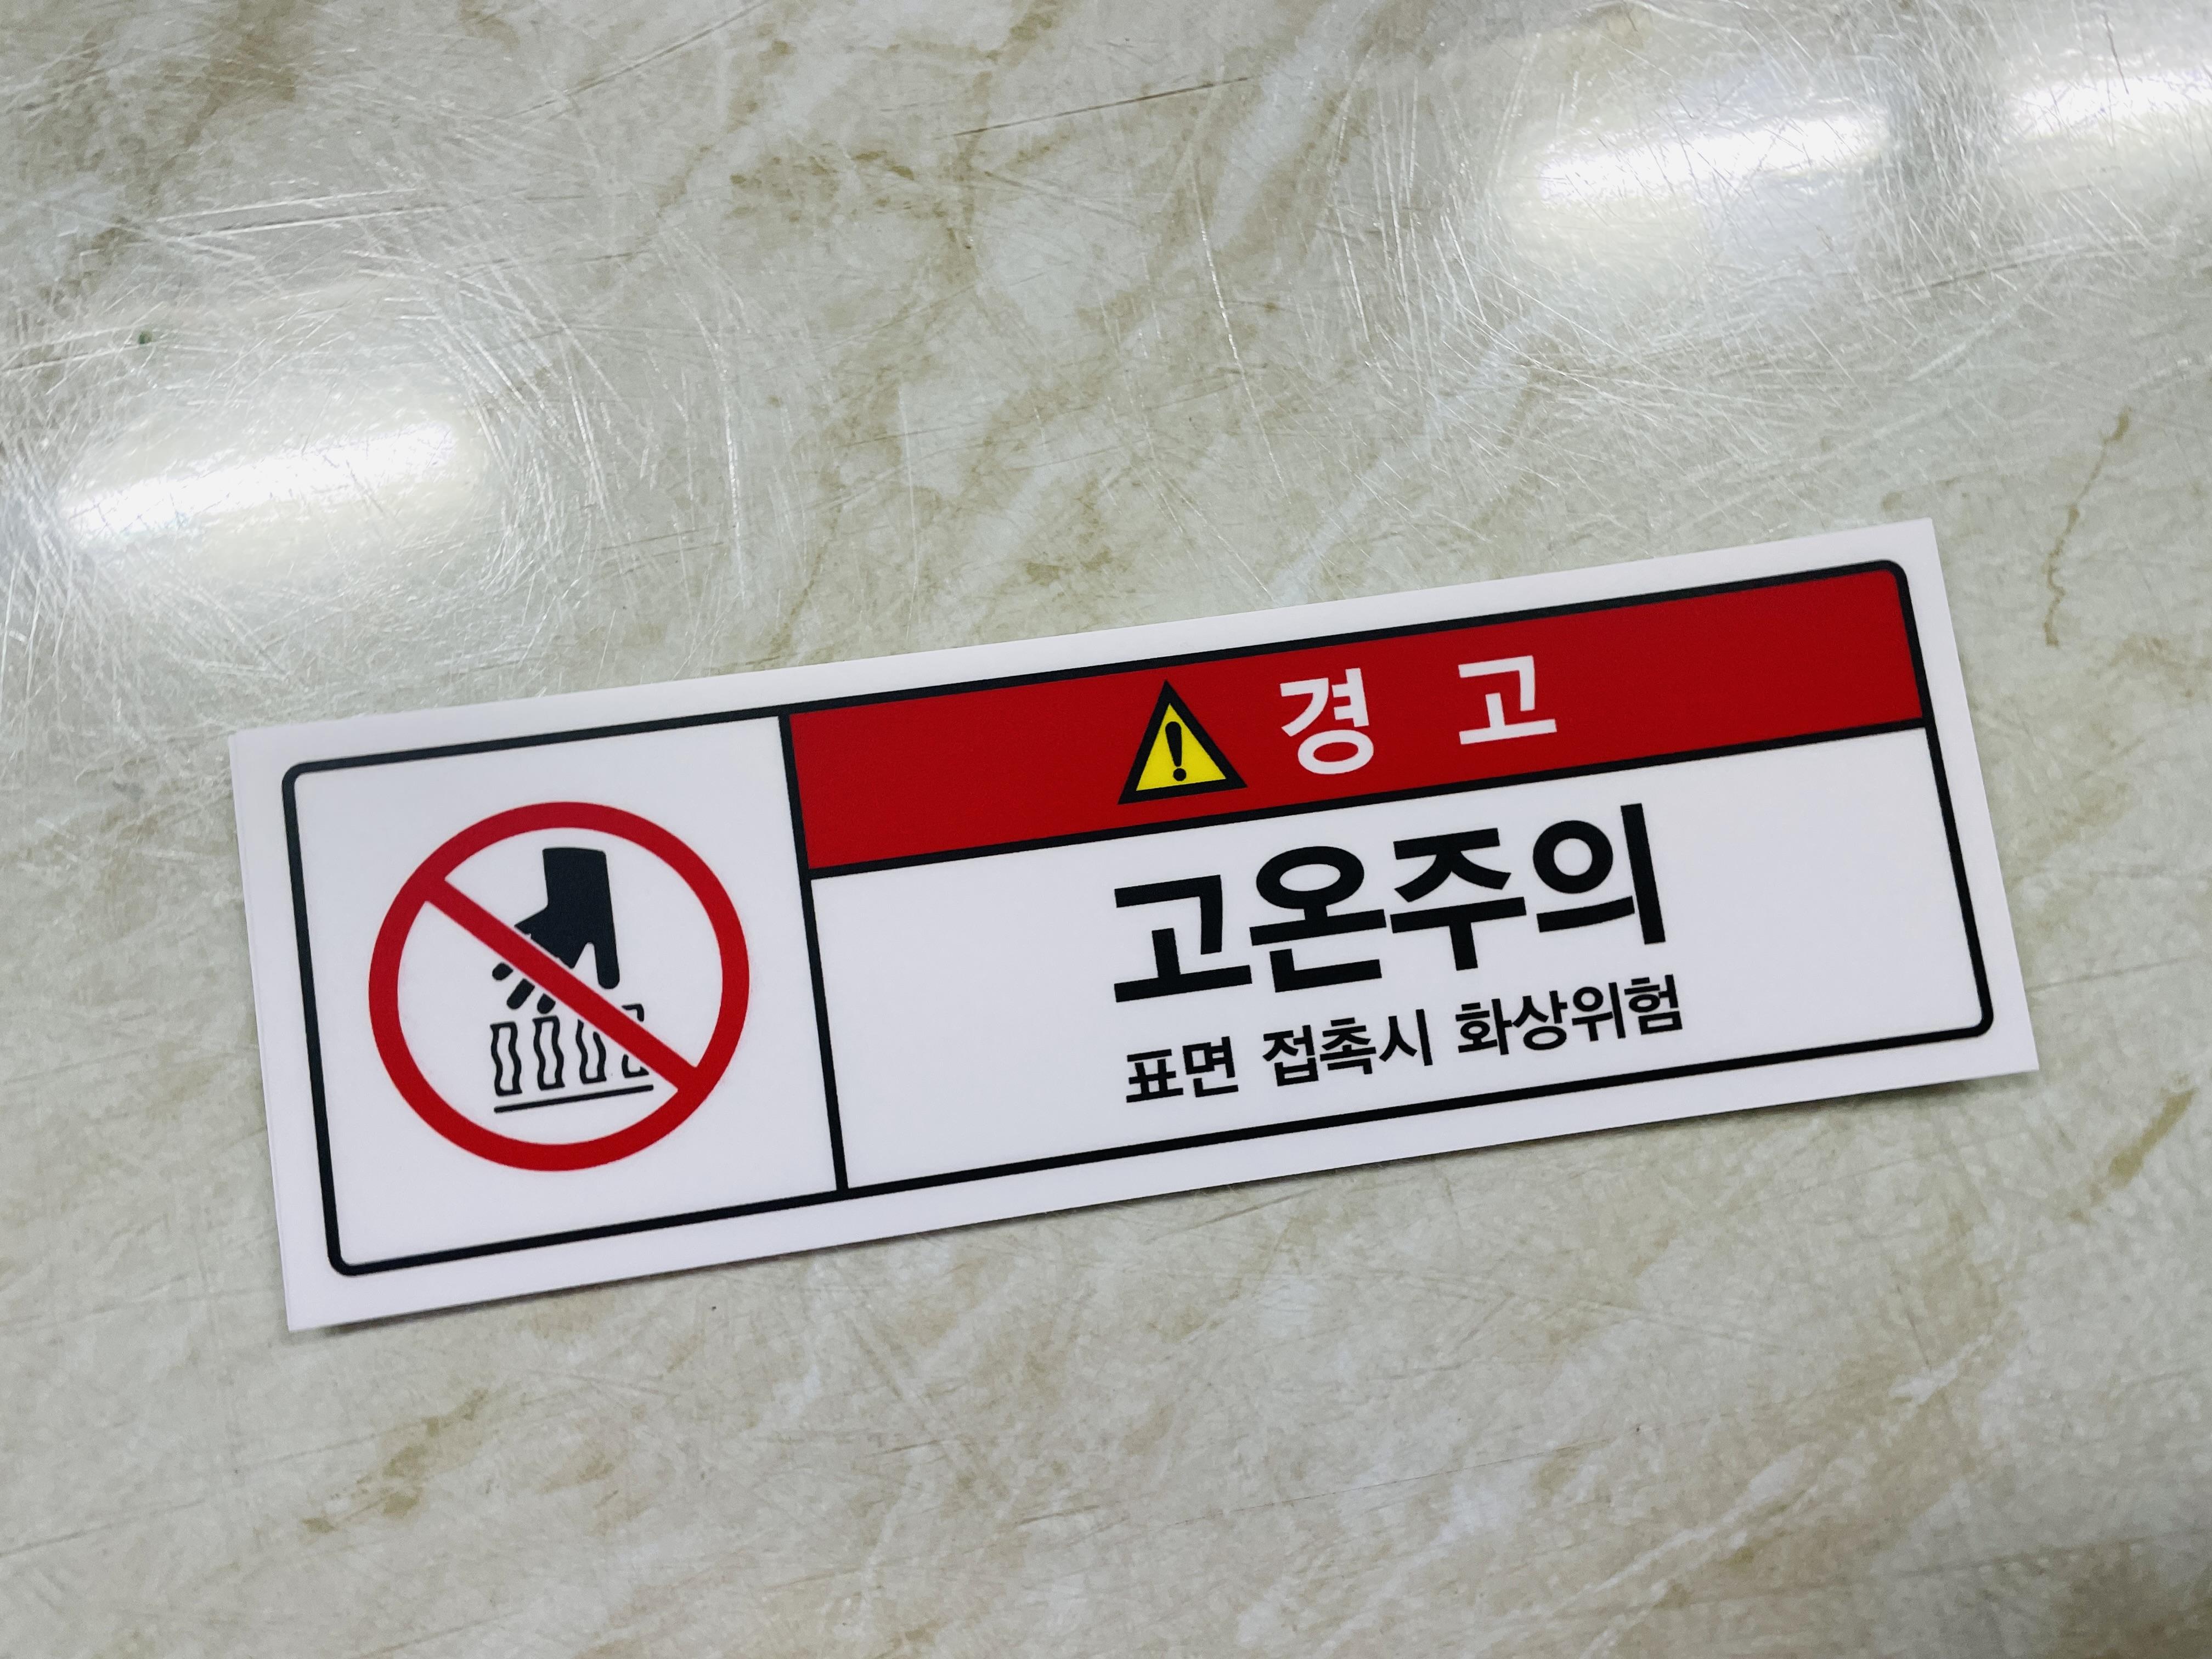 경 고
고온주의
표면 접촉시 화상위험